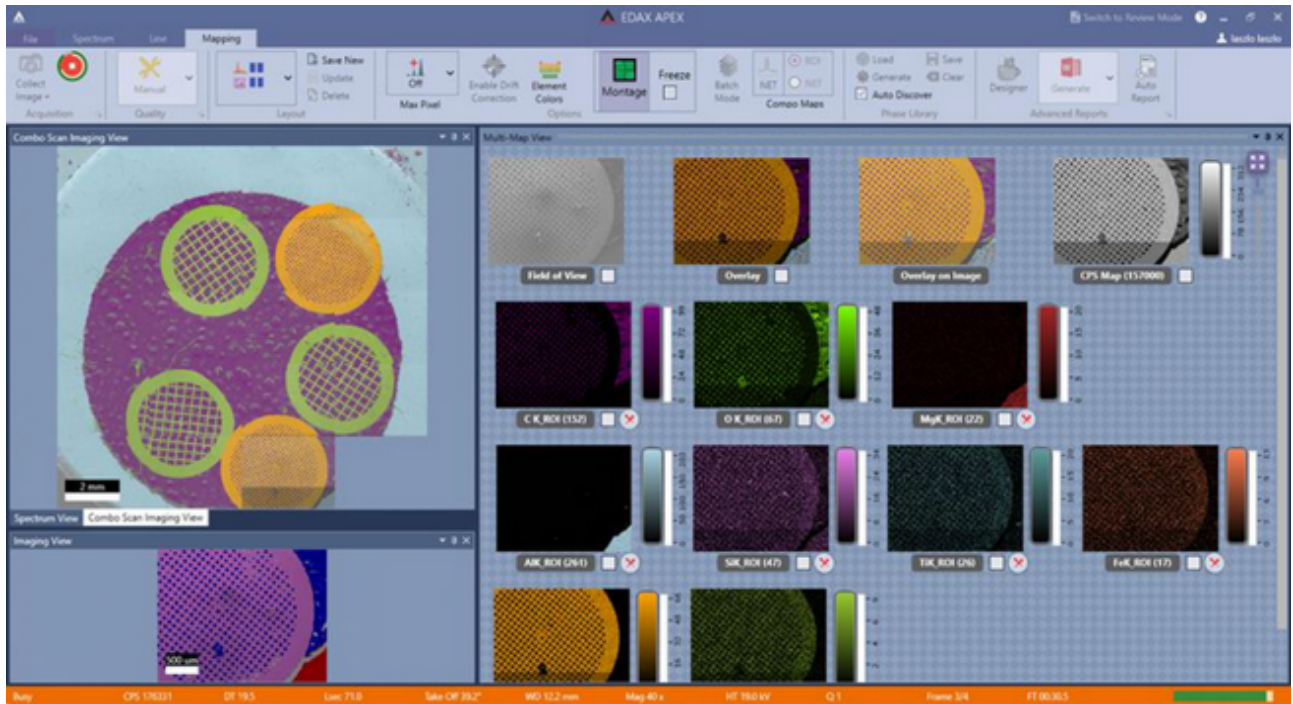 EDAX APEX
Switch to Review Mode
File Spectrum Line Mapping
laszlo laszlo
Collect Image
Manual
Save New
Update
Delete
Off
Max Pixel
Enable Drift Correction
Element Colors
Montage
Freeze
Batch Mode
NET
ROI
NET
Compo Maps
Load Save
Generate Clear
Auto Discover
Designer
Generate
Auto Report
Acquisition Quality Layout Options Phase Library Advanced Reports
Combo Scan Imaging View
Multi-Map View
Field of View
Overlay
Overlay on Image
CPS Map (157000)
C K_ROI (152)
O K_ROI (67)
MgK_ROI (22)
2 mm
Spectrum View Combo Scan Imaging View
AlK_ROI (261)
SiK_ROI (47)
TiK_ROI (26)
FeK_ROI (17)
Imaging View
500 µm
Busy CPS 176331 DT 19.5 Lsec 71.0 Take Off 39.2° WD 12.2 mm Mag 40 x HT 19.0 kV Q 1 Frame 3/4 FT 00:30.5